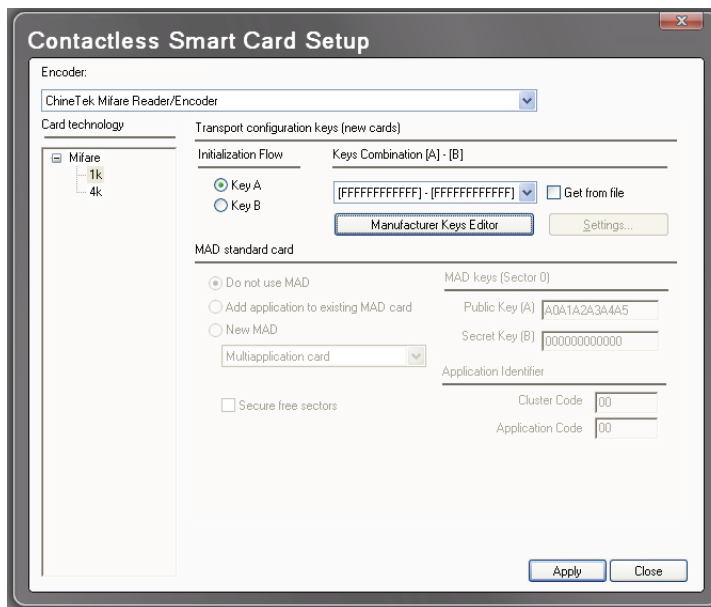 Contactless Smart Card Setup
Encoder:
ChineTek Mifare Reader/Encoder
Card technology
Mifare
1k
4k
Transport configuration keys (new cards)
Initialization Flow
Keys Combination [A] - [B]
Key A
Key B
[FFFFFFFFFFFF] - [FFFFFFFFFFFF]
Get from file
Manufacturer Keys Editor
Settings...
MAD standard card
Do not use MAD
Add application to existing MAD card
New MAD
Multiapplication card
Secure free sectors
MAD keys (Sector 0)
Public Key (A) A0A1A2A3A4A5
Secret Key (B) 000000000000
Application Identifier
Cluster Code 00
Application Code 00
Apply
Close